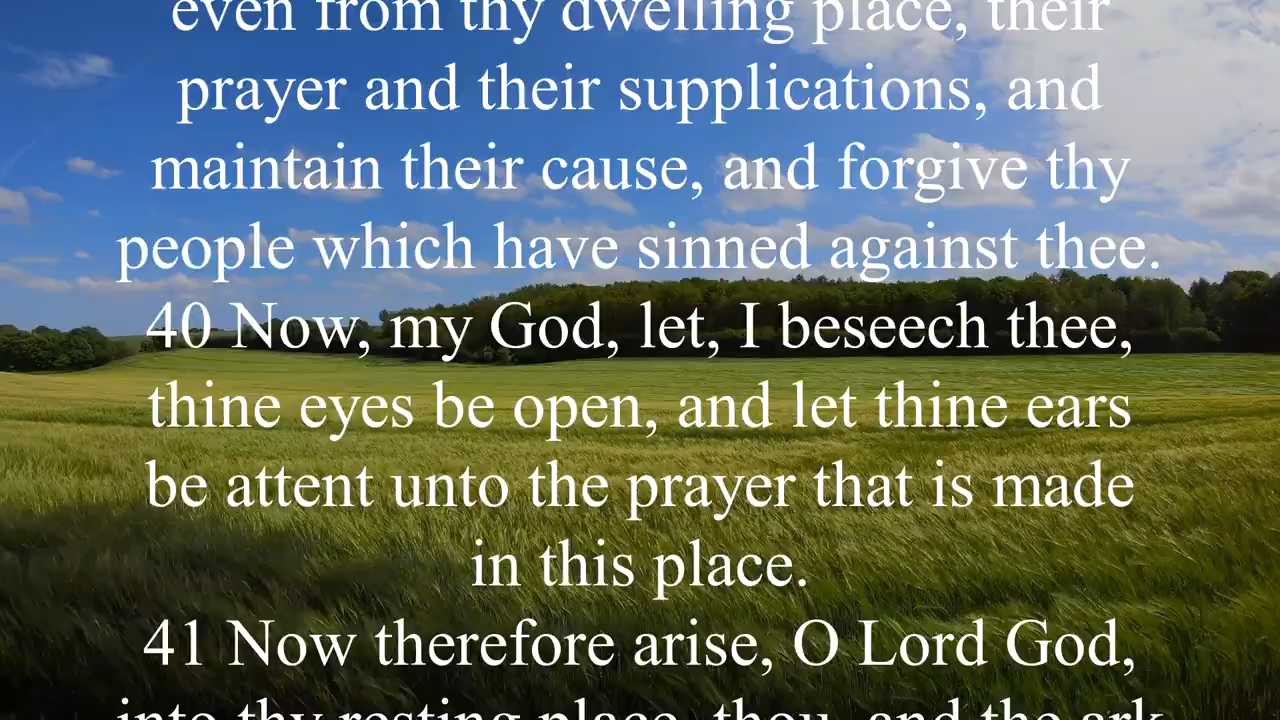 even from thy dwelling place, their
prayer and their supplications, and
maintain their cause, and forgive thy
people which have sinned against thee.
40 Now, my God, let, I beseech thee,
thine eyes be open, and let thine ears
be attent unto the prayer that is made
in this place.
41 Now therefore arise, O Lord God,
into thy resting place, thou, and the ark